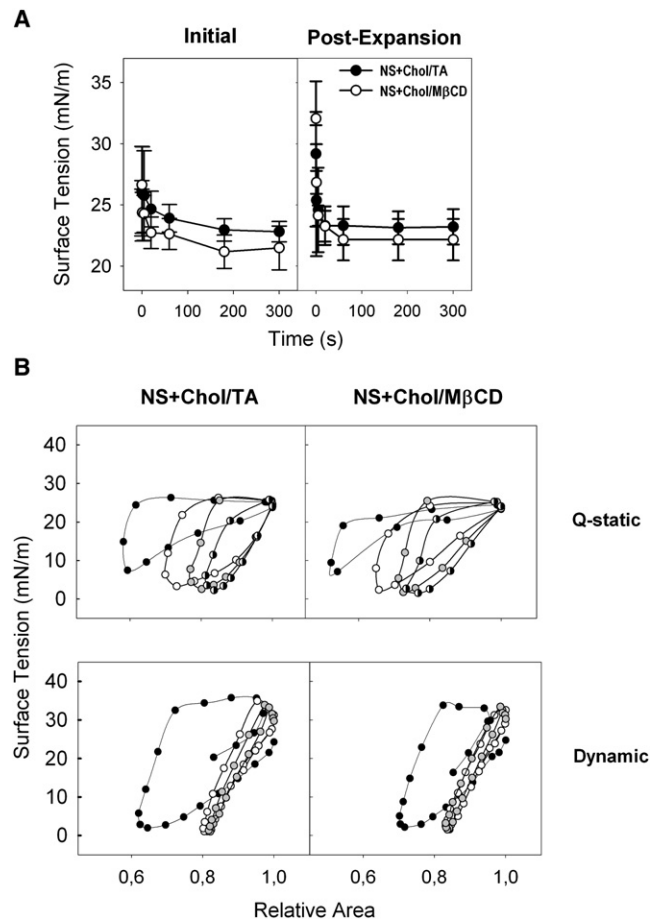 A
Initial
Post-Expansion
Surface Tension (mN/m)
35
30
25
20
NS+Chol/TA
NS+Chol/MβCD
0 100 200 300
0 100 200 300
Time (s)
B
NS+Chol/TA
NS+Chol/MβCD
Surface Tension (mN/m)
40
30
20
10
0
Q-static
40
30
20
10
0
Dynamic
0,6 0,8 1,0
0,6 0,8 1,0
Relative Area